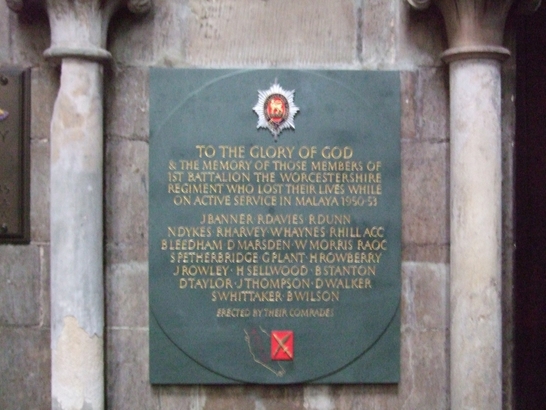 TO THE GLORY OF GOD
& THE MEMORY OF THOSE MEMBERS OF
1ST BATTALION THE WORCESTERSHIRE
REGIMENT WHO LOST THEIR LIVES WHILE
ON ACTIVE SERVICE IN MALAYA 1950-53
J BANNER · R DAVIES · R DUNN
N DYKES · R HARVEY · W HAYNES · R HILL ACC
B LEEDHAM · D MARSDEN · W MORRIS RAOC
S PETHERBRIDGE · G PLANT · H ROWBERRY
J ROWLEY · H SELLWOOD · B STANTON
D TAYLOR · J THOMPSON · D WALKER
S WHITTAKER · B WILSON
ERECTED BY THEIR COMRADES